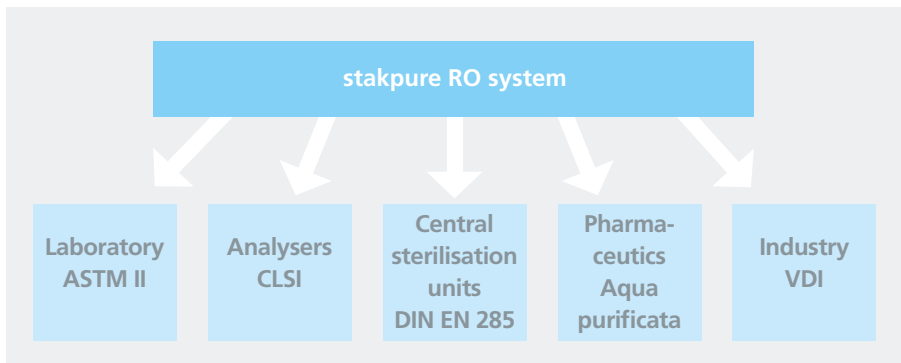 stakpure RO system
Laboratory
ASTM II
Analysers
CLSI
Central
sterilisation
units
DIN EN 285
Pharma-
ceutics
Aqua
purificata
Industry
VDI